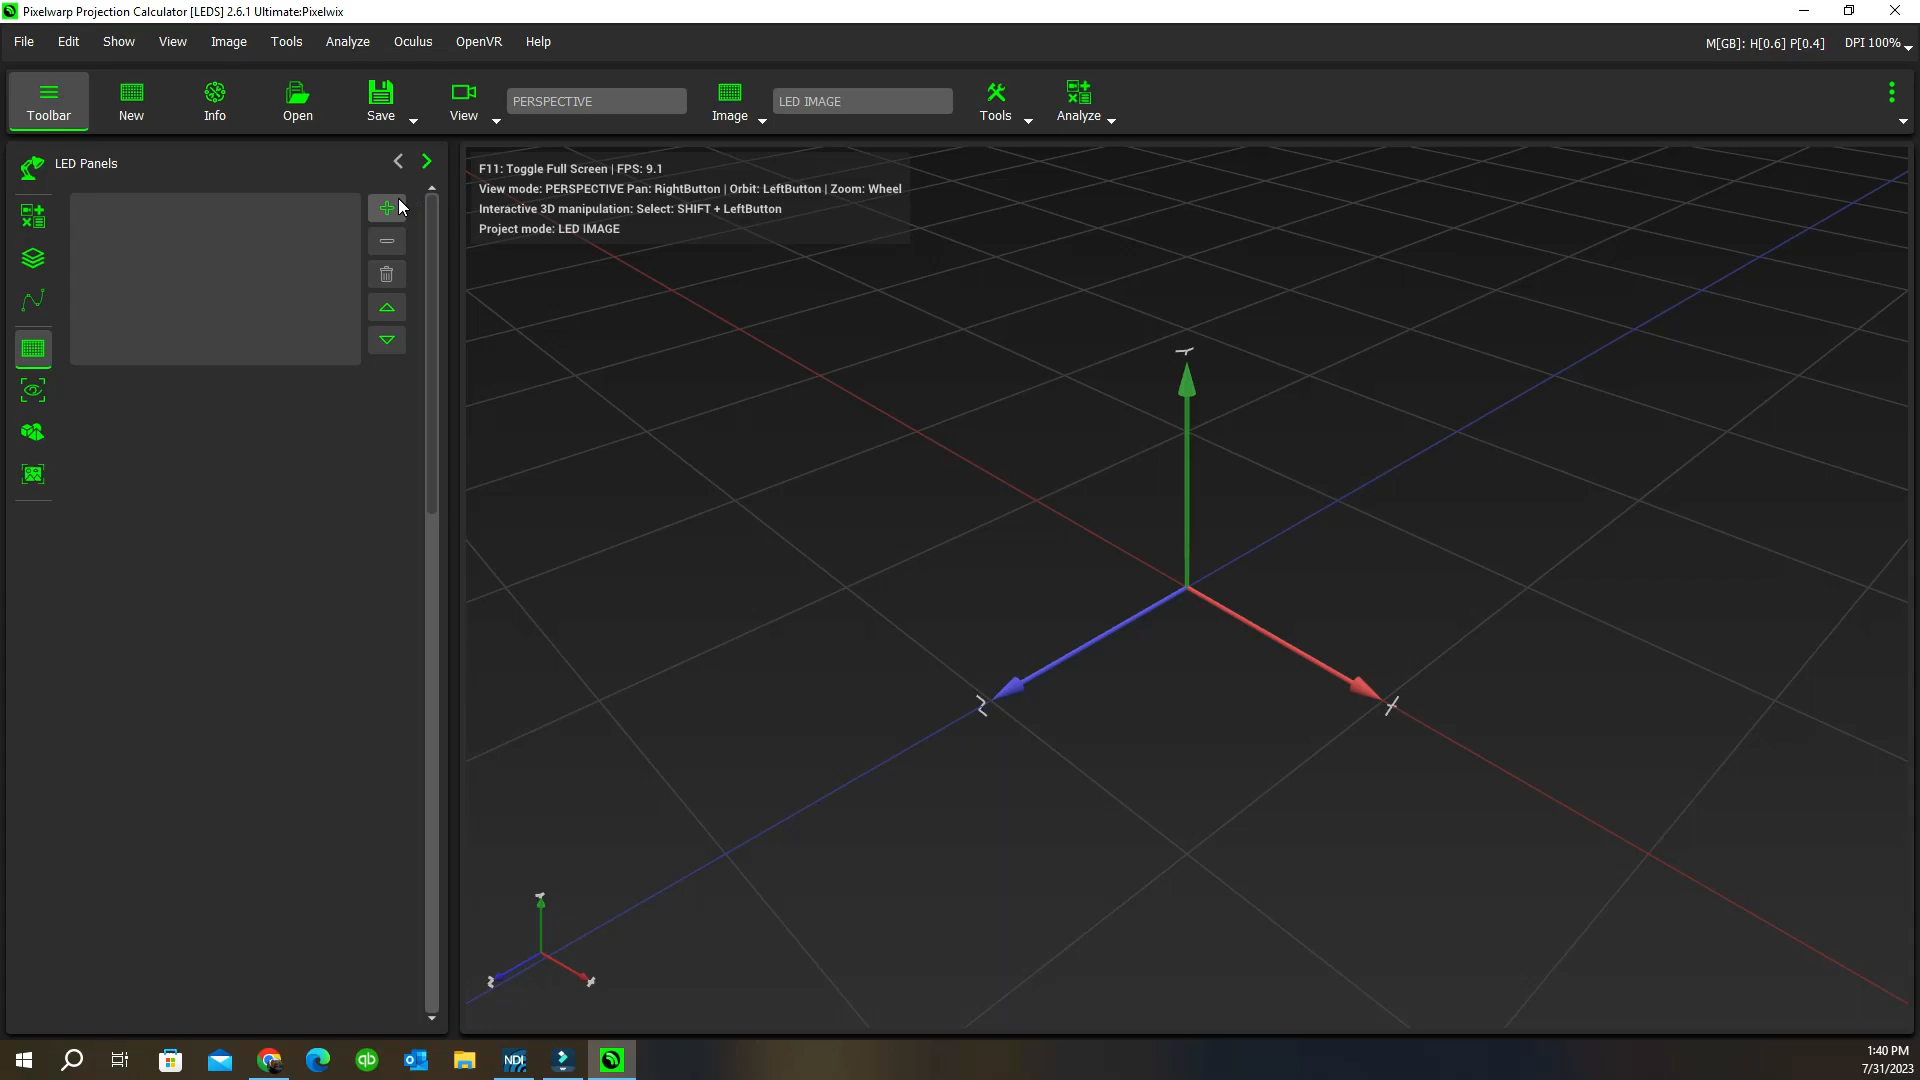 Pixelwarp Projection Calculator [LEDS] 2.6.1 Ultimate:Pixelwix
File Edit Show View Image Tools Analyze Oculus OpenVR Help M[GB]: H[0.6] P[0.4] DPI 100%
Toolbar New Info Open Save View PERSPECTIVE Image LED IMAGE Tools Analyze
LED Panels
F11: Toggle Full Screen | FPS: 9.1
View mode: PERSPECTIVE Pan: RightButton | Orbit: LeftButton | Zoom: Wheel
Interactive 3D manipulation: Select: SHIFT + LeftButton
Project mode: LED IMAGE
NDI
qb
1:40 PM
7/31/2023